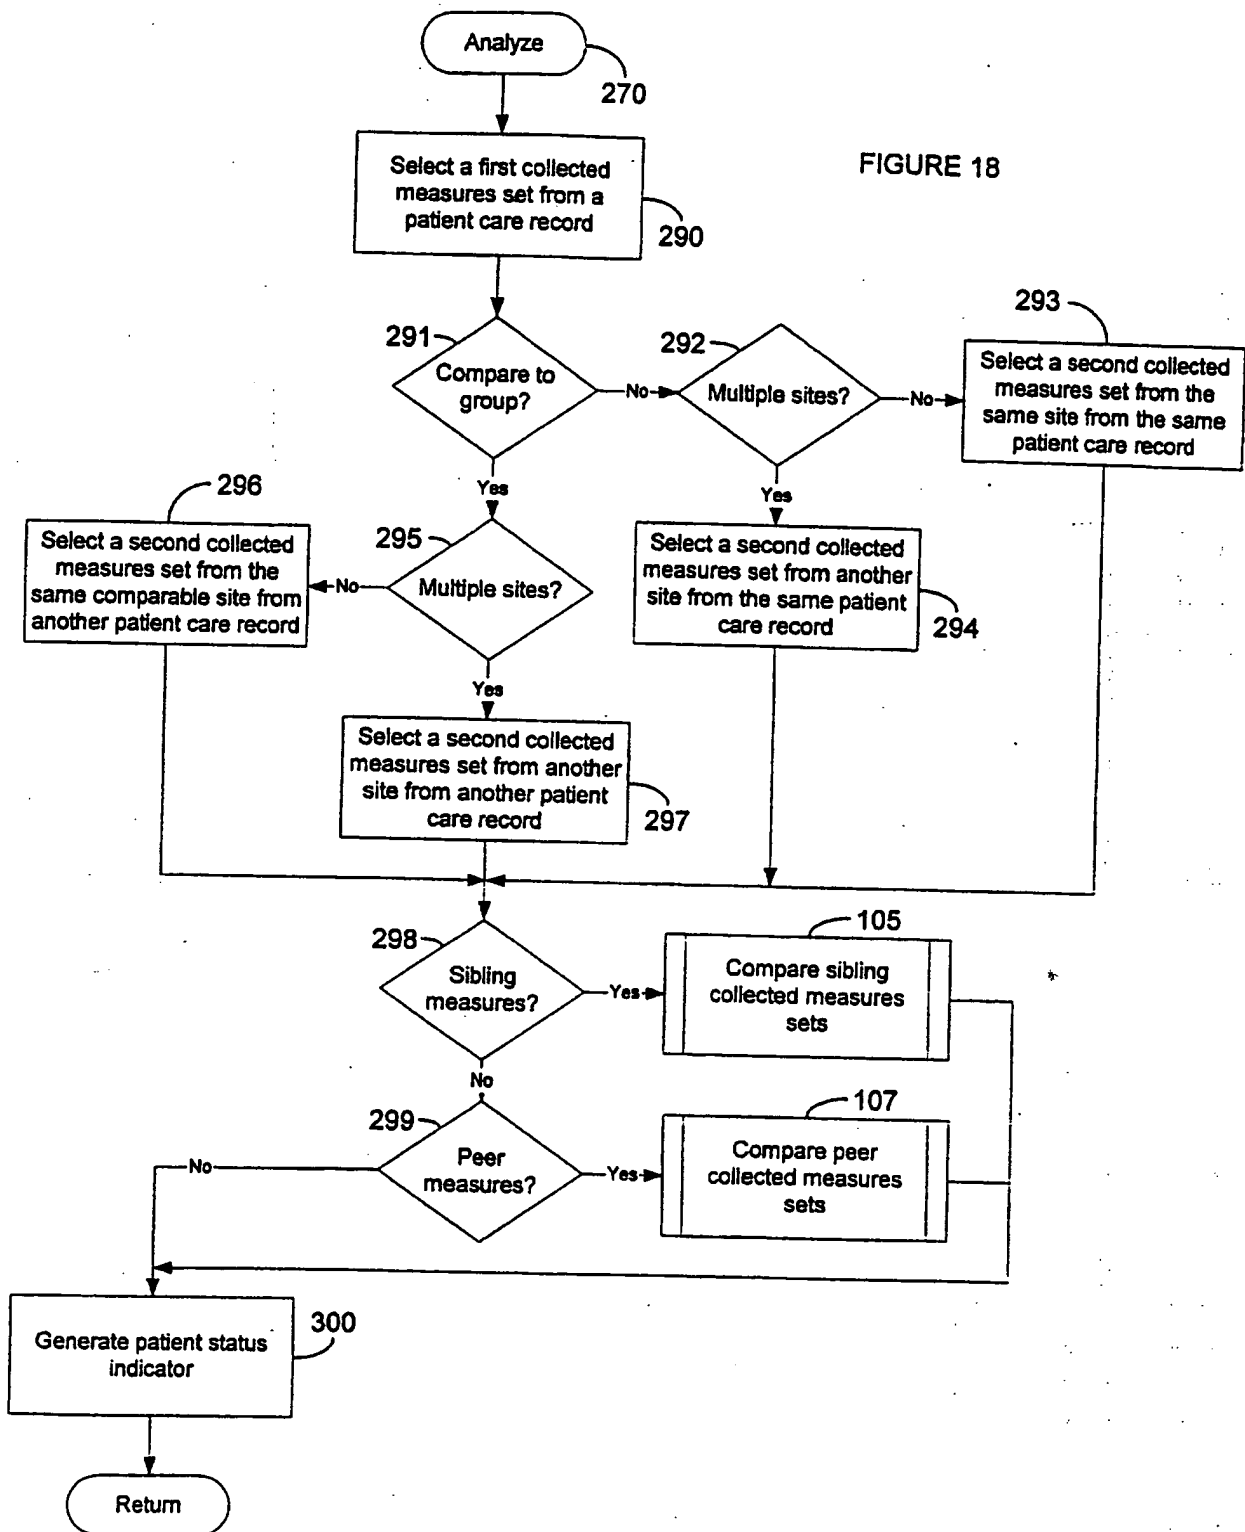 Analyze
270
FIGURE 18
Select a first collected
measures set from a
patient care record
290
291
Compare to
group?
No
292
Multiple sites?
No
293
Select a second collected
measures set from the
same site from the same
patient care record
Yes
Yes
296
Select a second collected
measures set from the
same comparable site from
another patient care record
295
Multiple sites?
No
Select a second collected
measures set from another
site from the same patient
care record
294
Yes
Select a second collected
measures set from another
site from another patient
care record
297
298
Sibling
measures?
Yes
105
Compare sibling
collected measures
sets
No
299
Peer
measures?
No
Yes
107
Compare peer
collected measures
sets
Generate patient status
indicator
300
Return